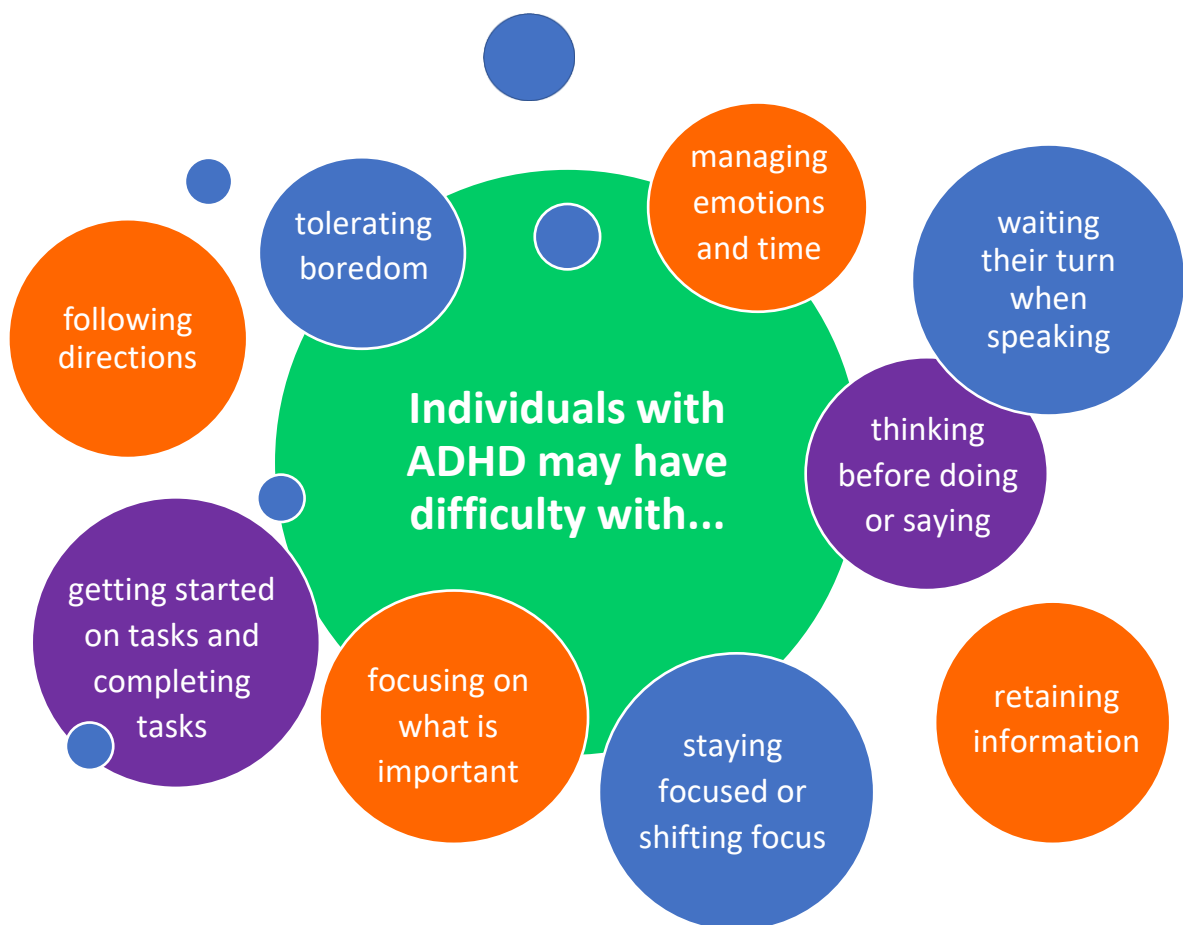 managing
emotions
and time
tolerating
boredom
waiting
their turn
when
speaking
following
directions
Individuals with
ADHD may have
difficulty with...
thinking
before doing
or saying
getting started
on tasks and
completing
tasks
focusing on
what is
important
staying
focused or
shifting focus
retaining
information